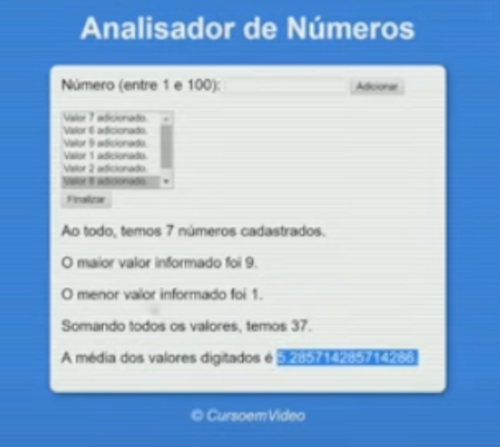 Analisador de Números
Número (entre 1 e 100):
Adicionar
Valor 7 adicionado.
Valor 6 adicionado.
Valor 9 adicionado.
Valor 1 adicionado.
Valor 2 adicionado.
Valor 8 adicionado.
Finalizar
Ao todo, temos 7 números cadastrados.
O maior valor informado foi 9.
O menor valor informado foi 1.
Somando todos os valores, temos 37.
A média dos valores digitados é 5.285714285714286.
© CursoemVideo